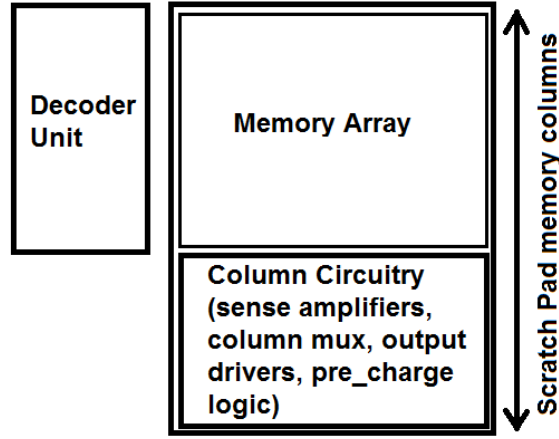 Decoder
Unit
Memory Array
Column Circuitry
(sense amplifiers,
column mux, output
drivers, pre_charge
logic)
Scratch Pad memory columns